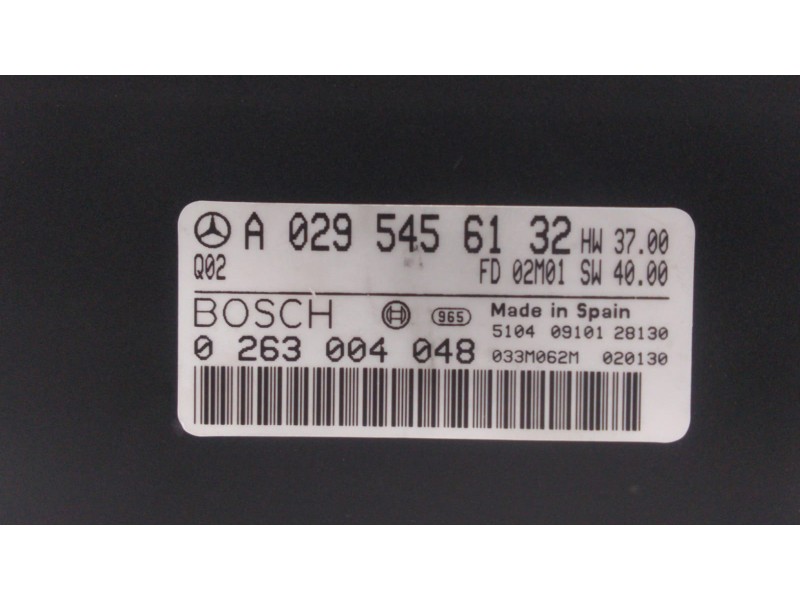 A 029 545 61 32 HW 37.00
Q02 FD 02M01 SW 40.00
BOSCH 965 Made in Spain
5104 09101 28130
0 263 004 048 033M062M 020130